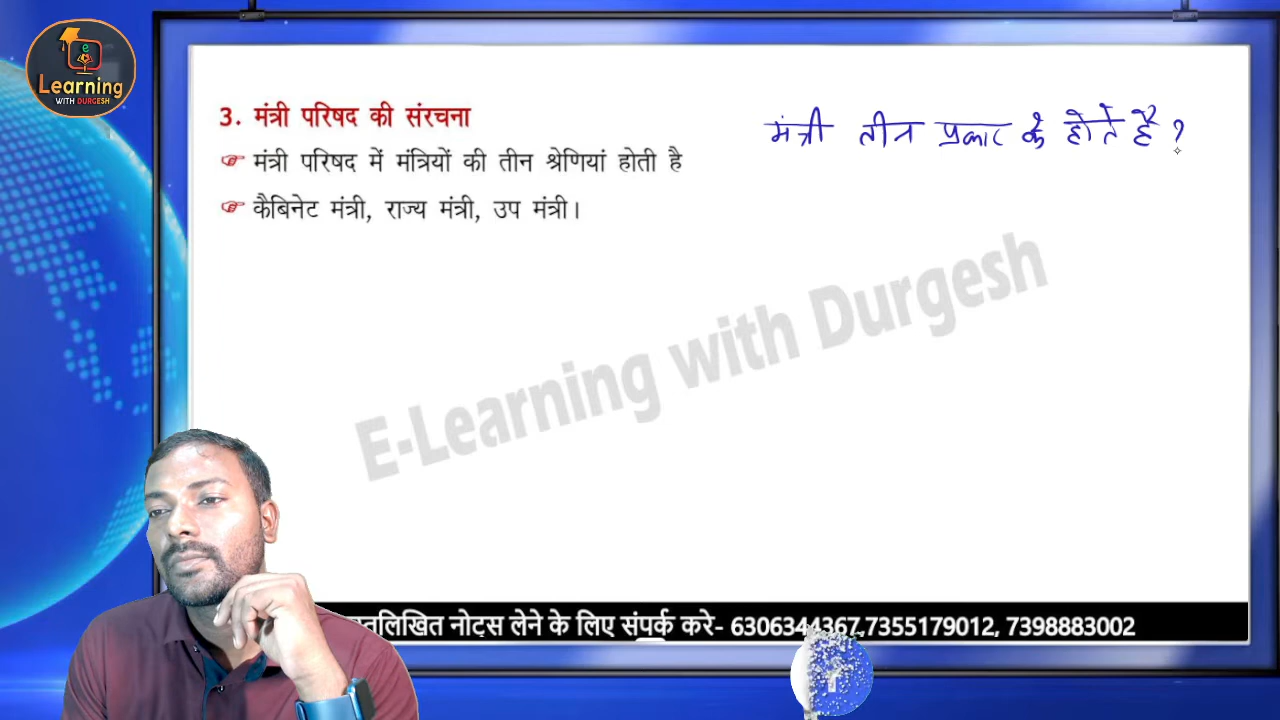 e
Learning
WITH DURGESH
3. मंत्री परिषद की संरचना
मंत्री तीन प्रकार के होते है ?
☞ मंत्री परिषद में मंत्रियों की तीन श्रेणियां होती है
☞ कैबिनेट मंत्री, राज्य मंत्री, उप मंत्री।
E-Learning with Durgesh
लिखित नोट्स लेने के लिए संपर्क करे- 6306344367,7355179012, 7398883002